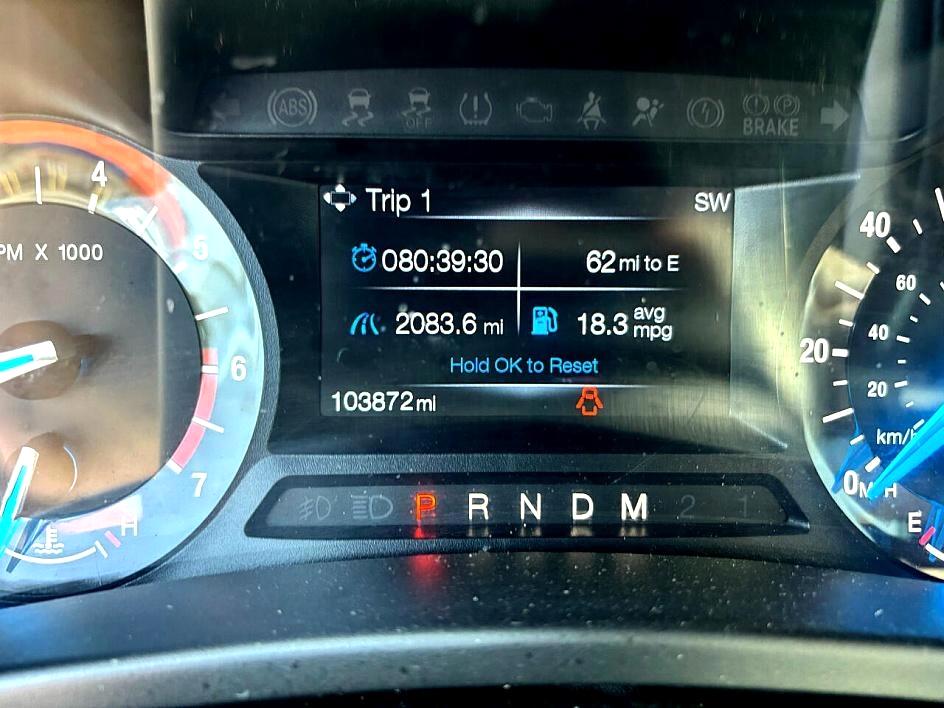 ABS
OFF
BRAKE
Trip 1
SW
080:39:30
62 mi to E
2083.6 mi
18.3 avg mpg
Hold OK to Reset
103872 mi
P R N D M 2 1
4
5
6
7
X 1000
H
40
20
0
60
40
20
km/h
E